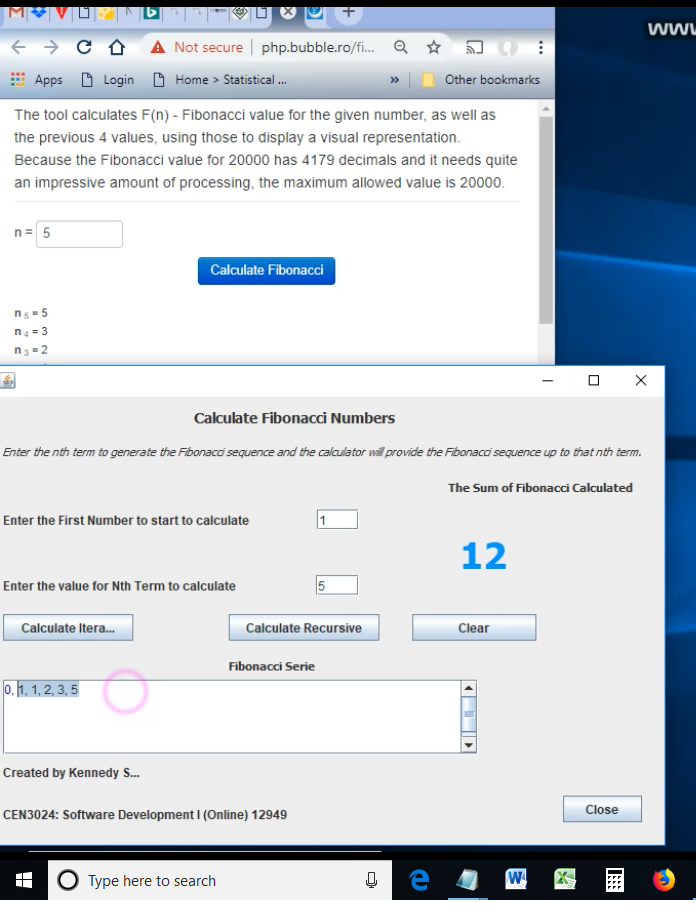 www
Not secure | php.bubble.ro/fi...
Apps Login Home > Statistical ... » Other bookmarks
The tool calculates F(n) - Fibonacci value for the given number, as well as
the previous 4 values, using those to display a visual representation.
Because the Fibonacci value for 20000 has 4179 decimals and it needs quite
an impressive amount of processing, the maximum allowed value is 20000.
n = 5
Calculate Fibonacci
n 5 = 5
n 4 = 3
n 3 = 2
Calculate Fibonacci Numbers
Enter the nth term to generate the Fibonacci sequence and the calculator will provide the Fibonacci sequence up to that nth term.
The Sum of Fibonacci Calculated
Enter the First Number to start to calculate 1
12
Enter the value for Nth Term to calculate 5
Calculate Itera... Calculate Recursive Clear
Fibonacci Serie
0, 1, 1, 2, 3, 5
Created by Kennedy S...
CEN3024: Software Development I (Online) 12949
Close
Type here to search